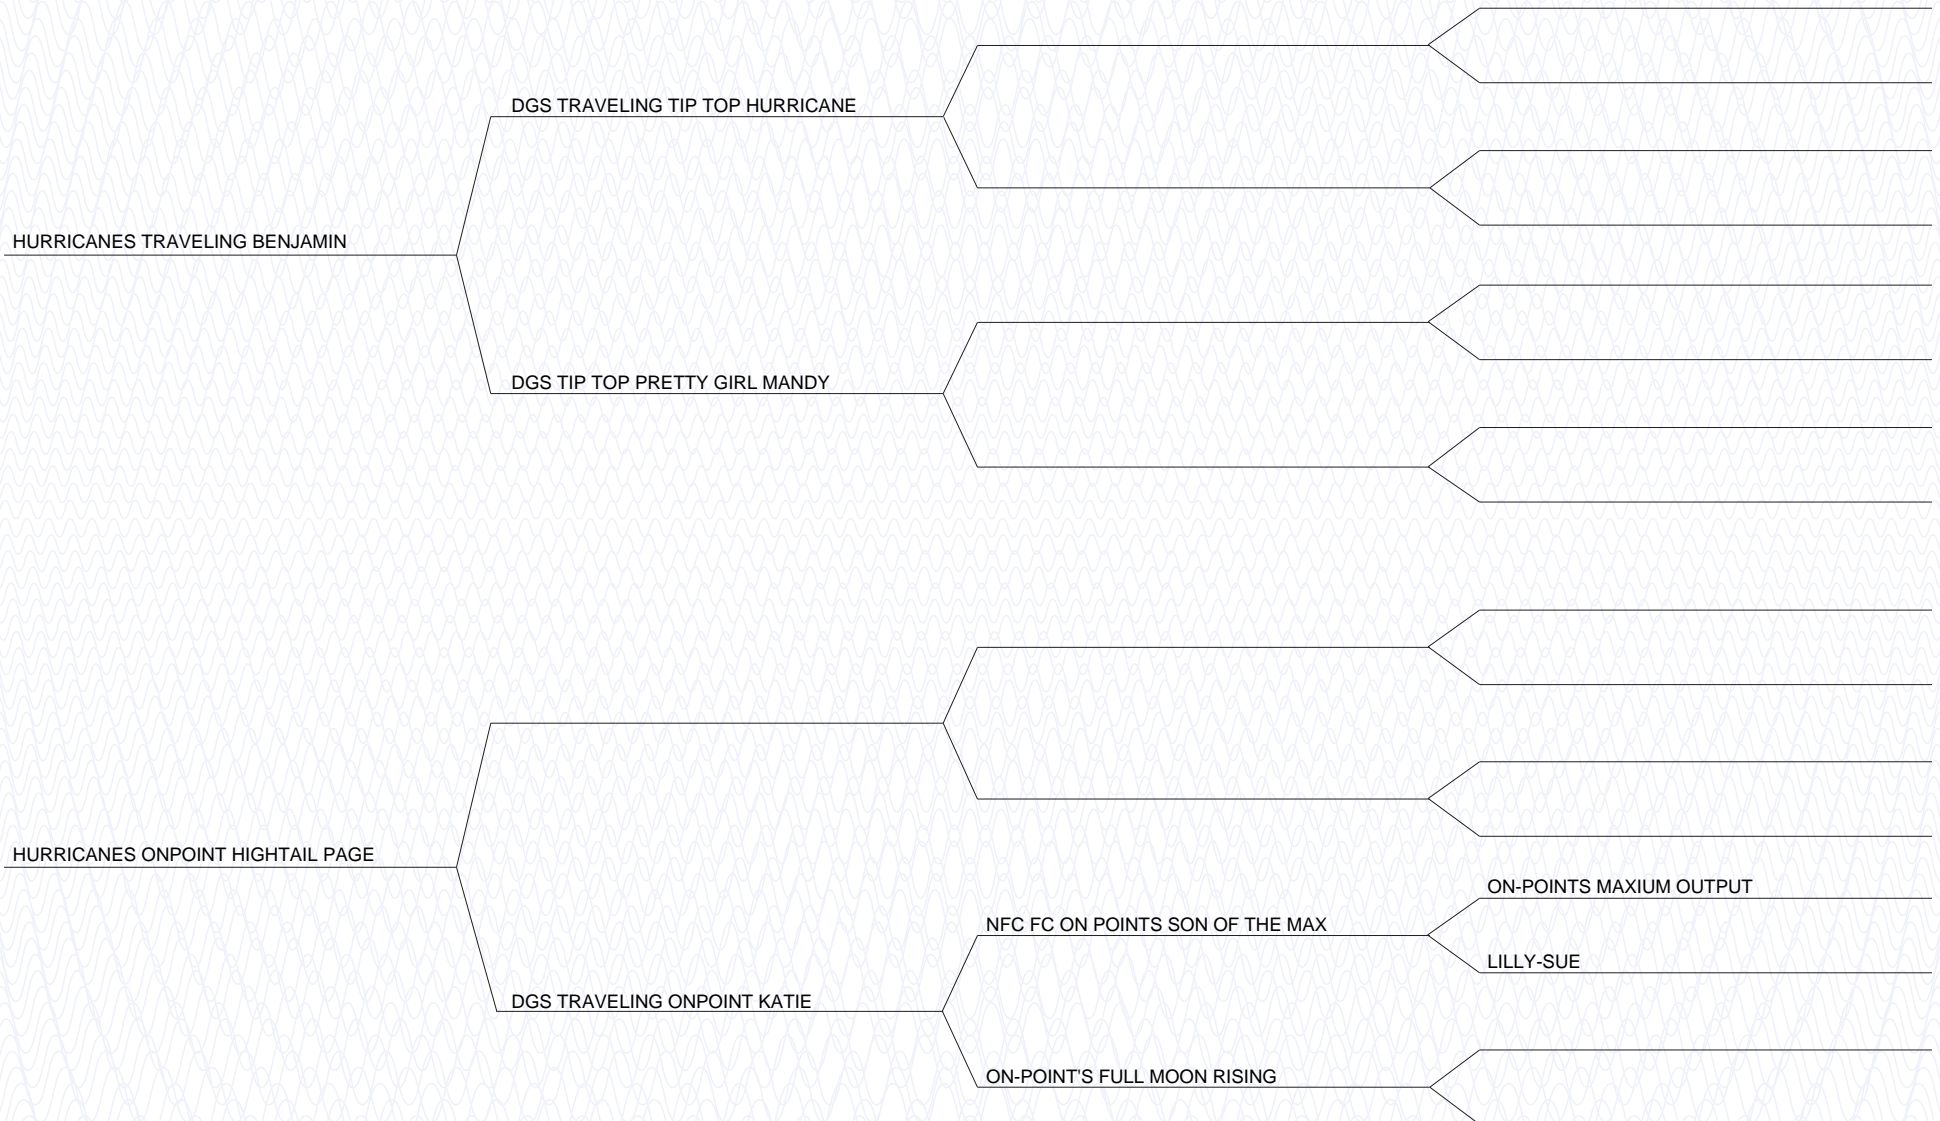 DGS TRAVELING TIP TOP HURRICANE
HURRICANES TRAVELING BENJAMIN
DGS TIP TOP PRETTY GIRL MANDY
HURRICANES ONPOINT HIGHTAIL PAGE
ON-POINTS MAXIUM OUTPUT
NFC FC ON POINTS SON OF THE MAX
LILLY-SUE
DGS TRAVELING ONPOINT KATIE
ON-POINT'S FULL MOON RISING